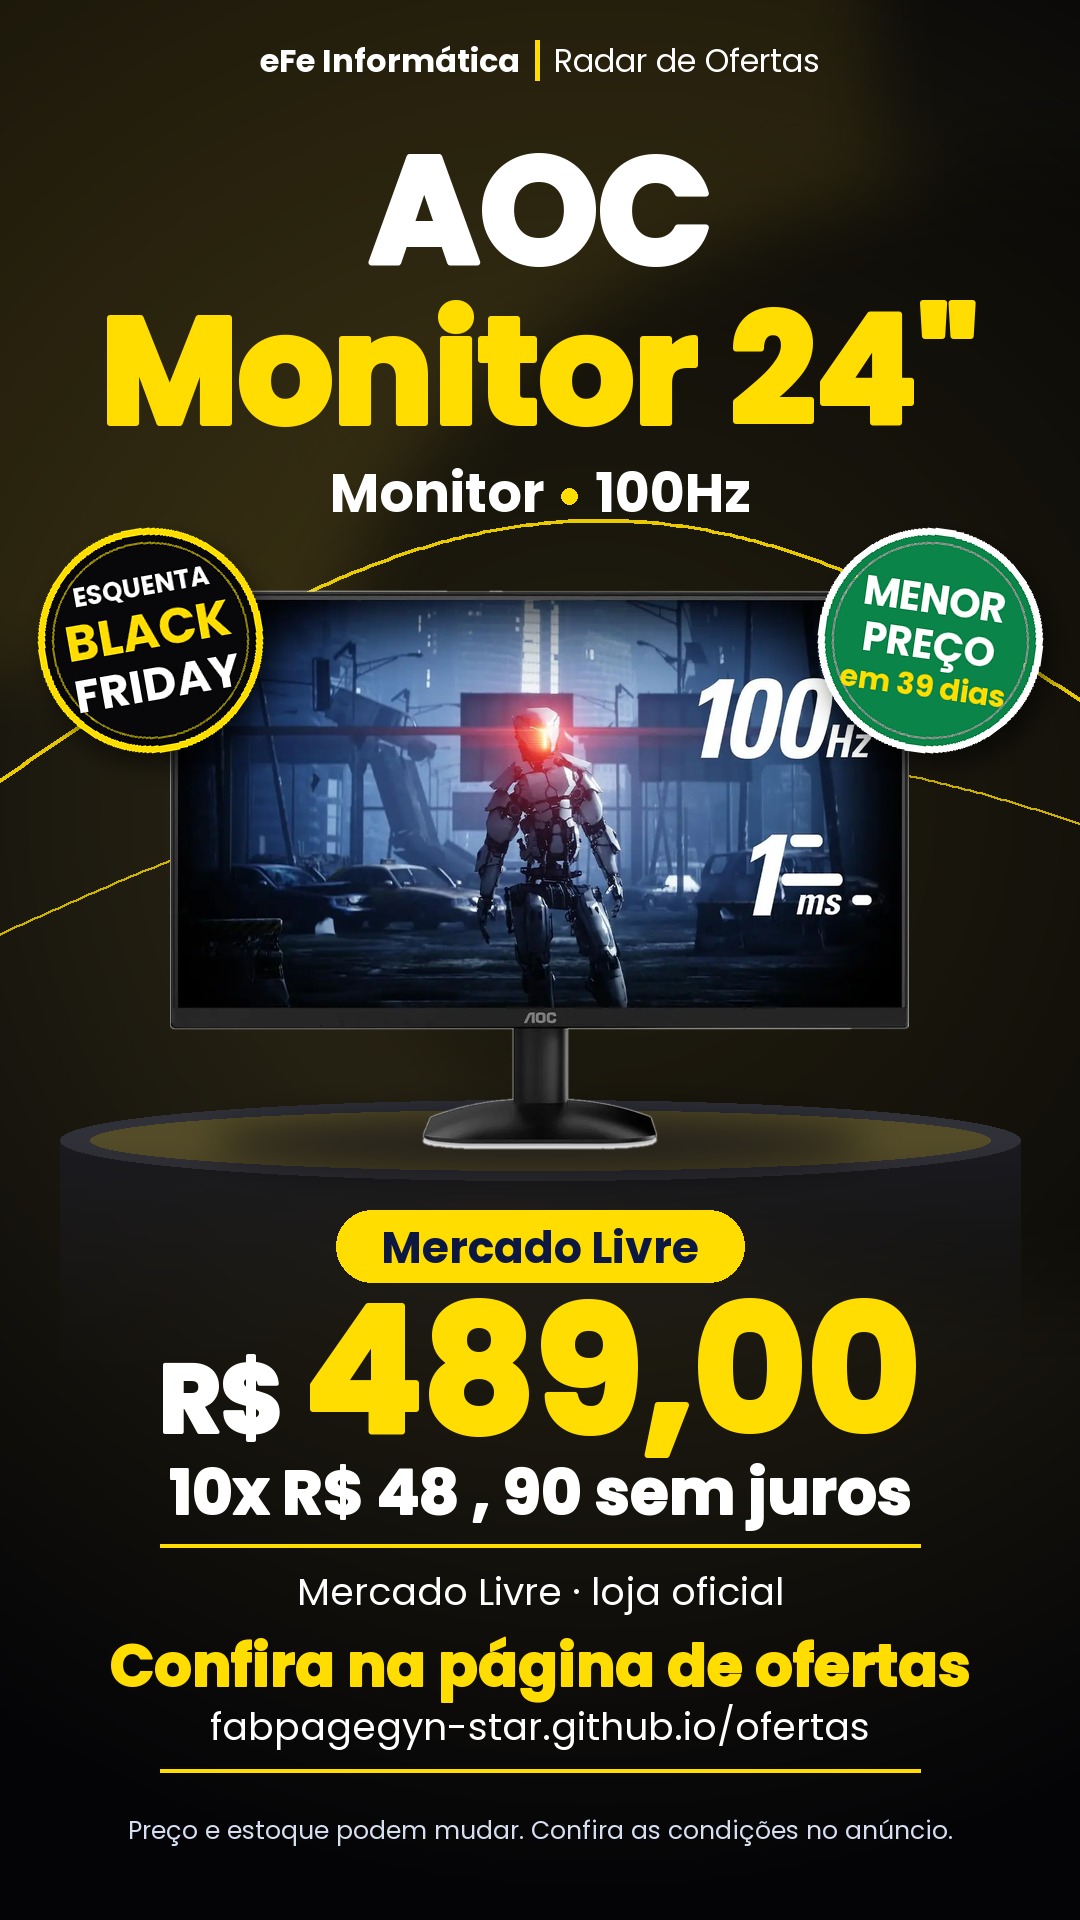 eFe Informática | Radar de Ofertas
AOC
Monitor 24"
Monitor • 100Hz
ESQUENTA
BLACK
FRIDAY
MENOR
PREÇO
em 39 dias
100Hz
1ms
AOC
Mercado Livre
R$ 489,00
10x R$ 48 , 90 sem juros
Mercado Livre · loja oficial
Confira na página de ofertas
fabpagegyn-star.github.io/ofertas
Preço e estoque podem mudar. Confira as condições no anúncio.